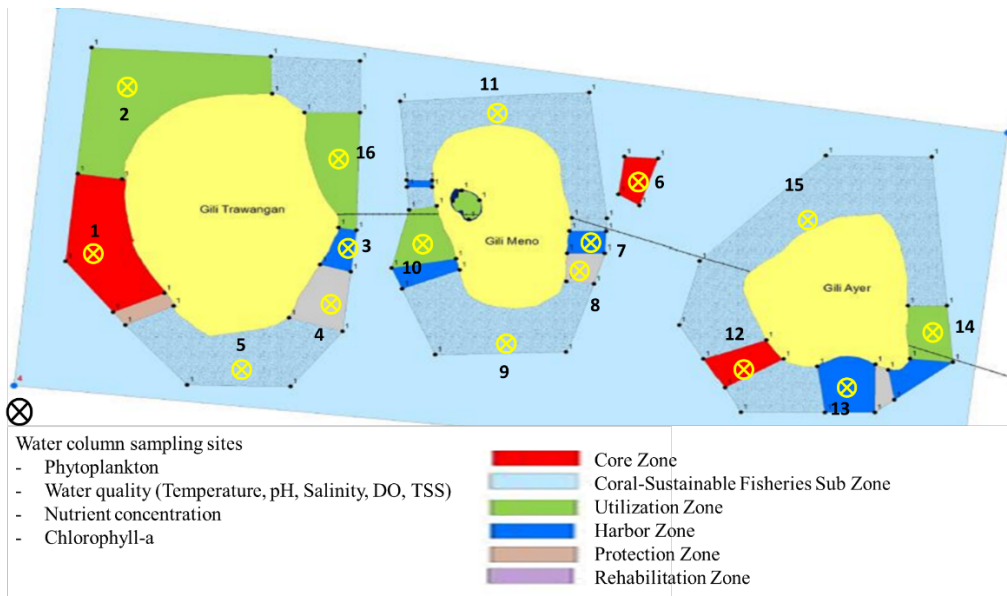 11
2
15
16
Gili Trawangan
6
1
Gili Meno
3
7
10
Gili Ayer
8
4
12
14
5
9
13
4
Water column sampling sites
- Phytoplankton
- Water quality (Temperature, pH, Salinity, DO, TSS)
- Nutrient concentration
- Chlorophyll-a
Core Zone
Coral-Sustainable Fisheries Sub Zone
Utilization Zone
Harbor Zone
Protection Zone
Rehabilitation Zone